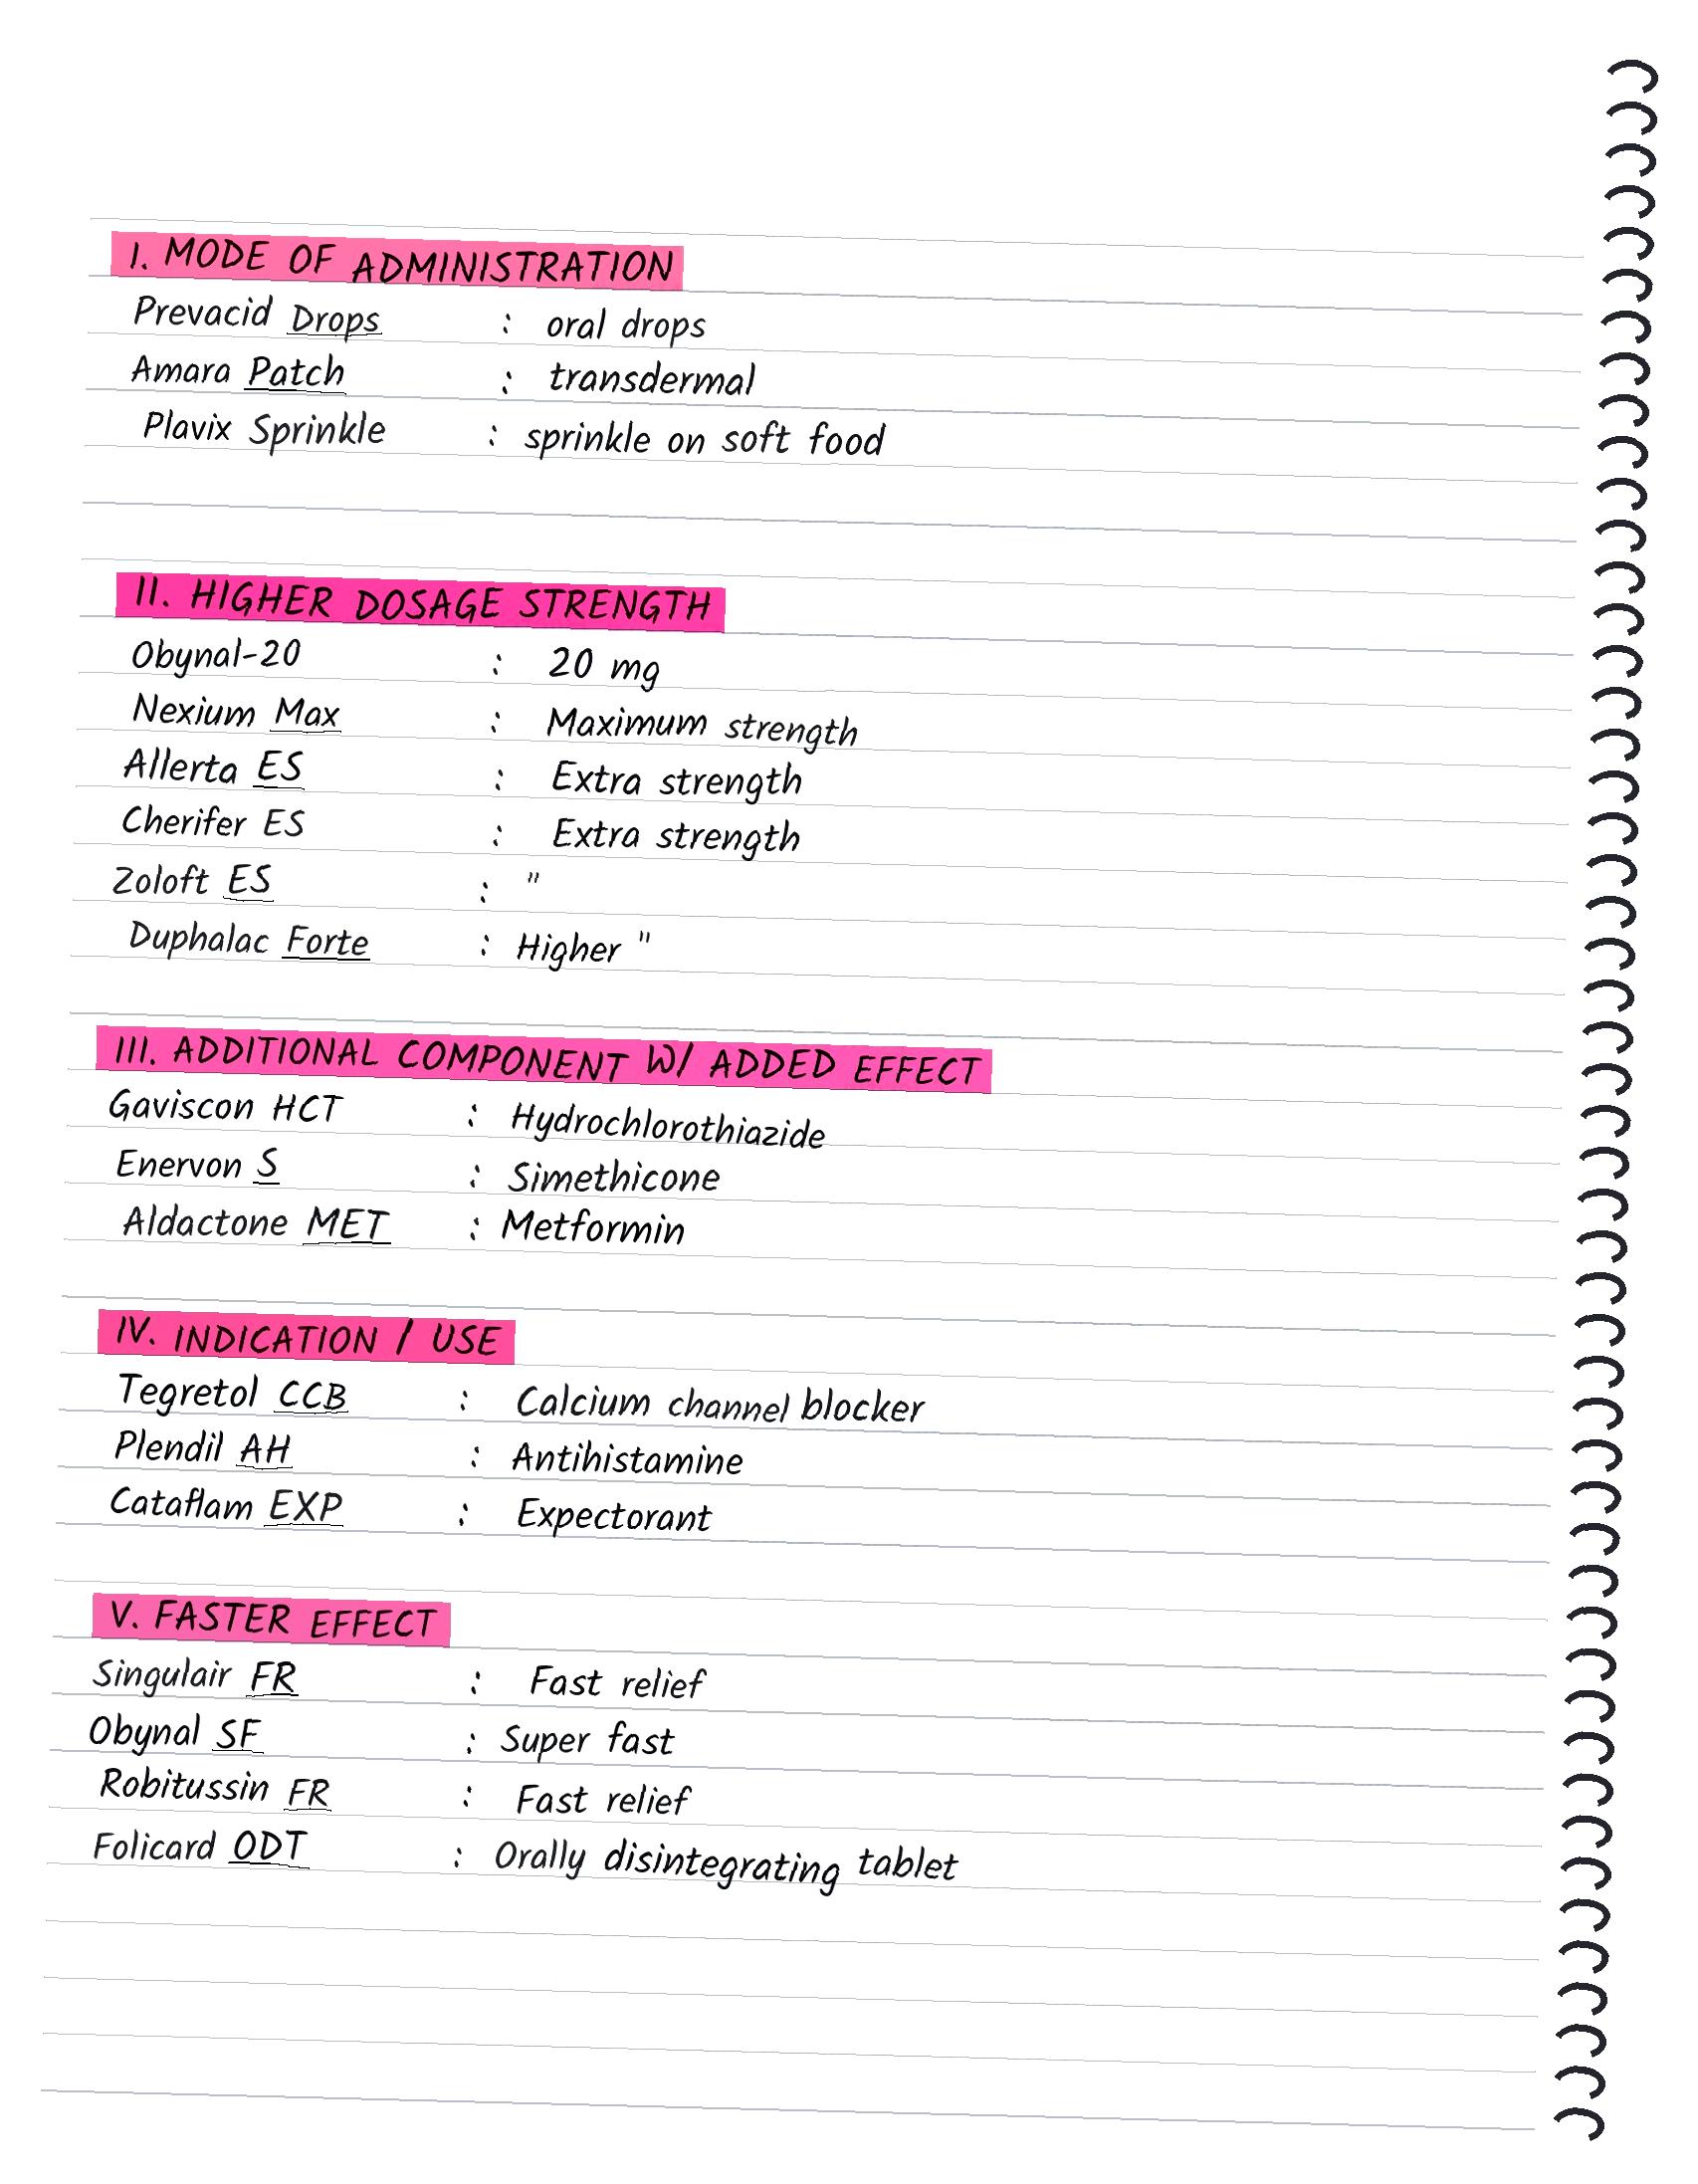 I. MODE OF ADMINISTRATION
Prevacid Drops : oral drops
Amara Patch : transdermal
Plavix Sprinkle : sprinkle on soft food
II. HIGHER DOSAGE STRENGTH
Obynal-20 : 20 mg
Nexium Max : Maximum strength
Allerta ES : Extra strength
Cherifer ES : Extra strength
Zoloft ES : "
Duphalac Forte : Higher "
III. ADDITIONAL COMPONENT W/ ADDED EFFECT
Gaviscon HCT : Hydrochlorothiazide
Enervon S : Simethicone
Aldactone MET : Metformin
IV. INDICATION / USE
Tegretol CCB : Calcium channel blocker
Plendil AH : Antihistamine
Cataflam EXP : Expectorant
V. FASTER EFFECT
Singulair FR : Fast relief
Obynal SF : Super fast
Robitussin FR : Fast relief
Folicard ODT : Orally disintegrating tablet